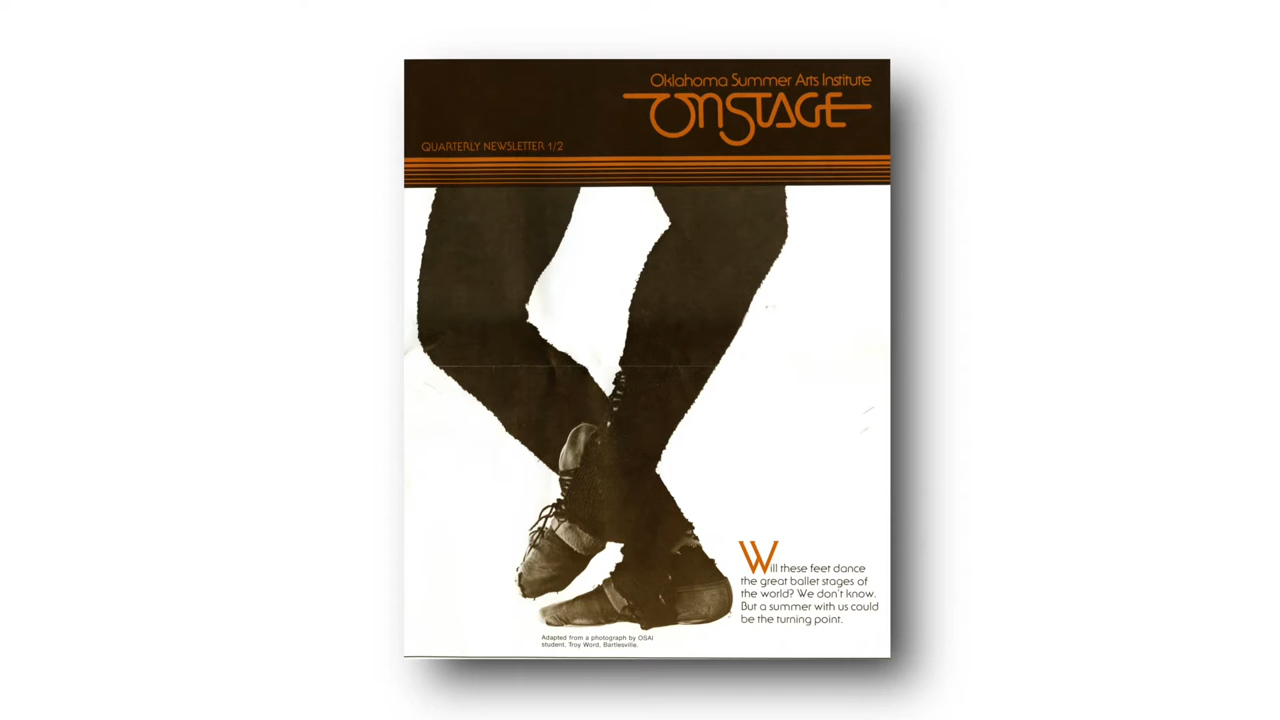 Oklahoma Summer Arts Institute
ONSTAGE
QUARTERLY NEWSLETTER 1/2
Will these feet dance
the great ballet stages of
the world? We don't know.
But a summer with us could
be the turning point.
Adapted from a photograph by OSAI
student, Troy Word, Bartlesville.